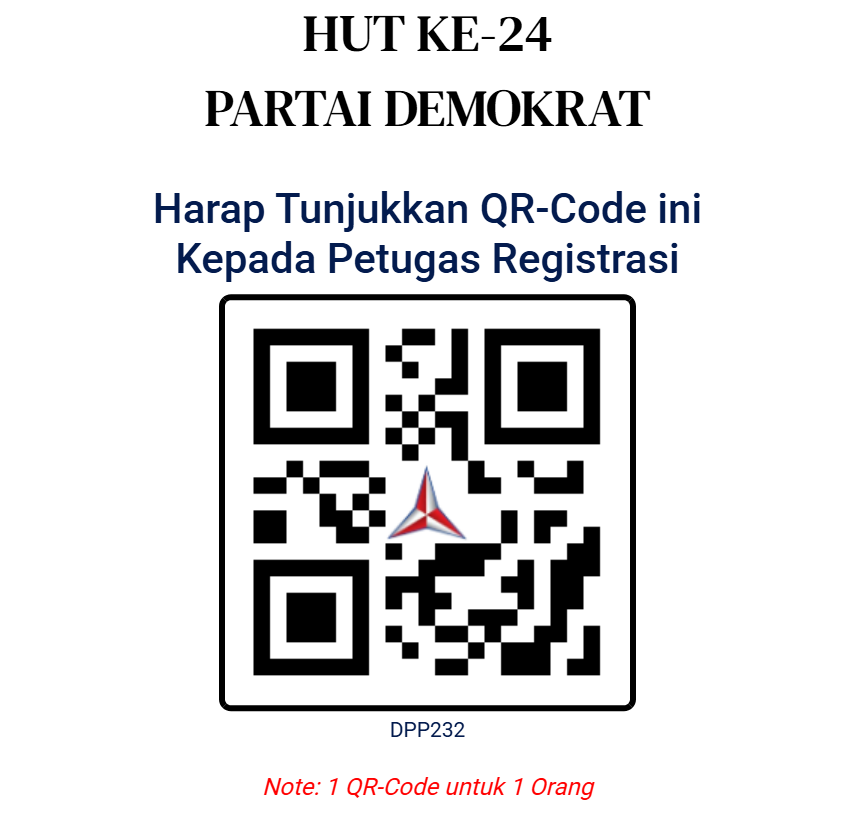 HUT KE-24
PARTAI DEMOKRAT
Harap Tunjukkan QR-Code ini
Kepada Petugas Registrasi
DPP232
Note: 1 QR-Code untuk 1 Orang